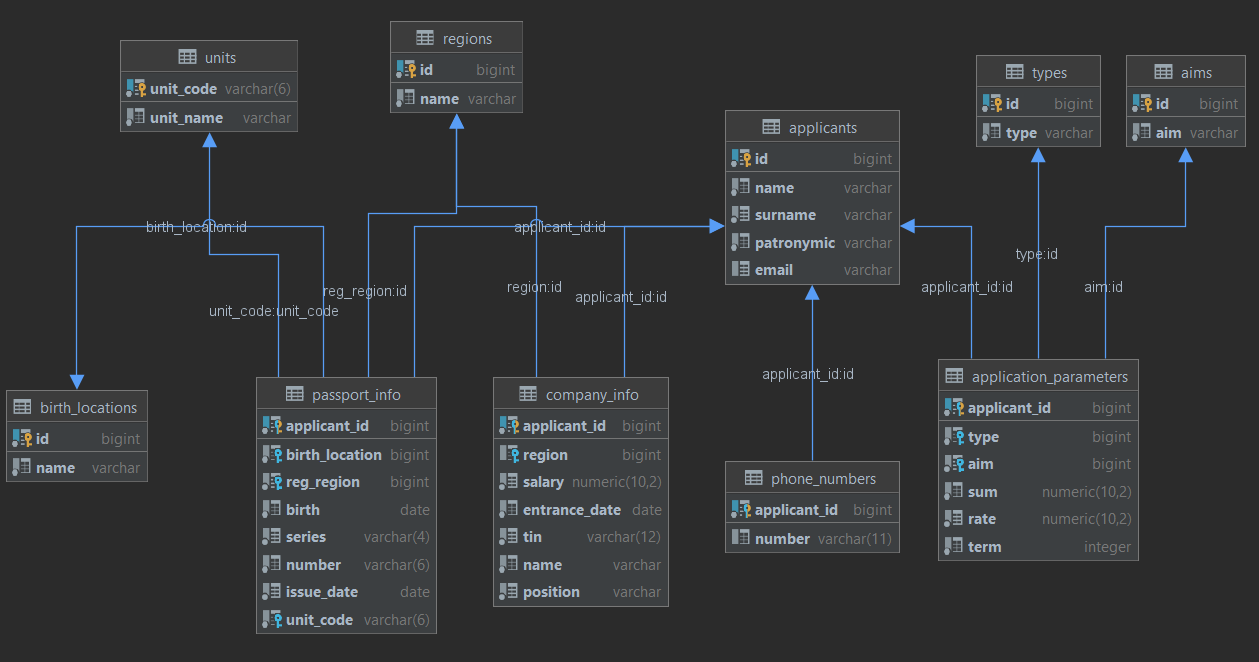 units
unit_code varchar(6)
unit_name varchar
regions
id bigint
name varchar
applicants
id bigint
name varchar
surname varchar
patronymic varchar
email varchar
types
id bigint
type varchar
aims
id bigint
aim varchar
birth_location:id
applicant_id:id
type:id
reg_region:id
region:id
applicant_id:id
applicant_id:id
aim:id
unit_code:unit_code
applicant_id:id
birth_locations
id bigint
name varchar
passport_info
applicant_id bigint
birth_location bigint
reg_region bigint
birth date
series varchar(4)
number varchar(6)
issue_date date
unit_code varchar(6)
company_info
applicant_id bigint
region bigint
salary numeric(10,2)
entrance_date date
tin varchar(12)
name varchar
position varchar
phone_numbers
applicant_id bigint
number varchar(11)
application_parameters
applicant_id bigint
type bigint
aim bigint
sum numeric(10,2)
rate numeric(10,2)
term integer